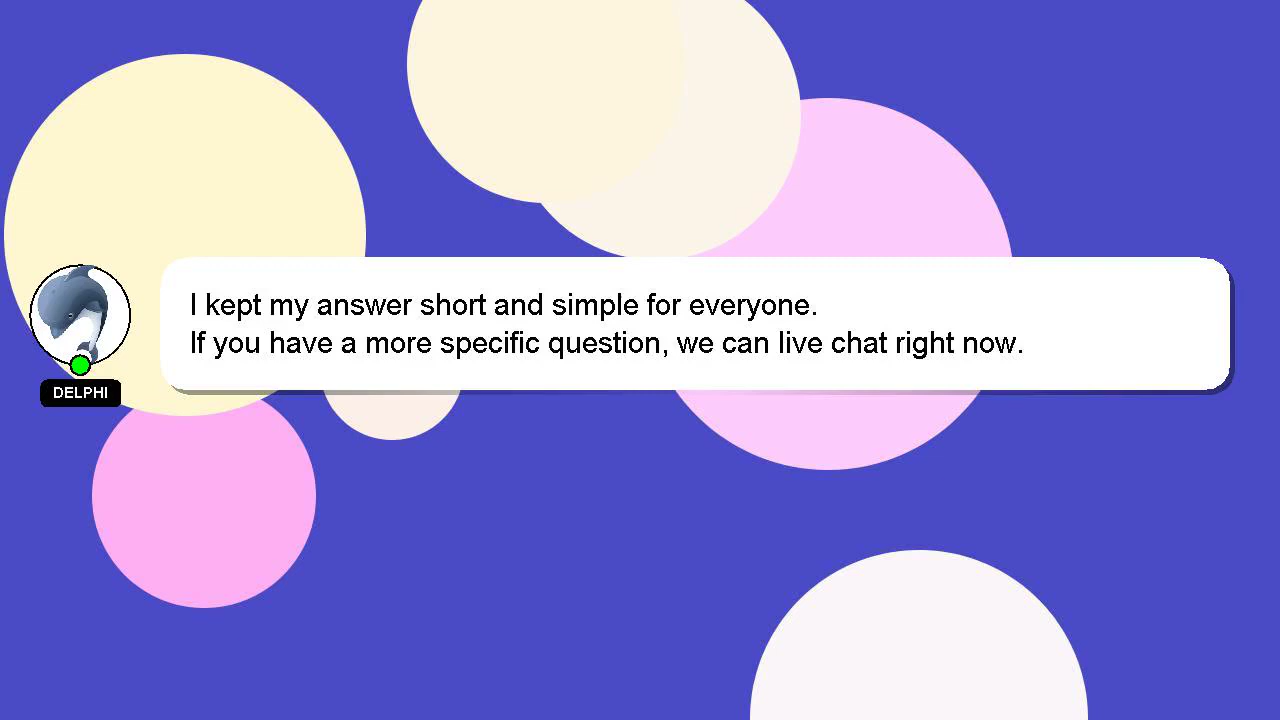 I kept my answer short and simple for everyone.
If you have a more specific question, we can live chat right now.
DELPHI